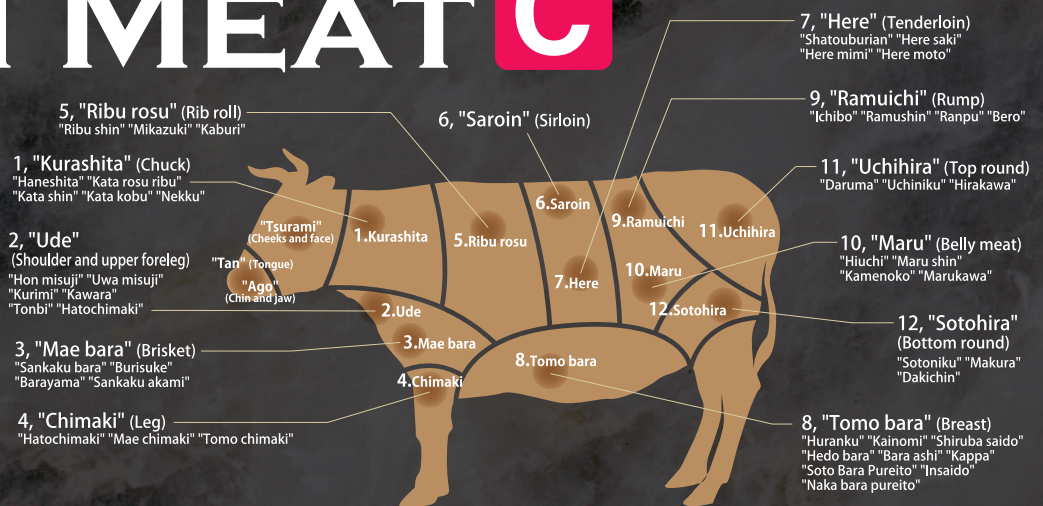 MEAT C
5, "Ribu rosu" (Rib roll)
"Ribu shin" "Mikazuki" "Kaburi"
1, "Kurashita" (Chuck)
"Haneshita" "Kata rosu ribu"
"Kata shin" "Kata kobu" "Nekku"
2, "Ude"
(Shoulder and upper foreleg)
"Hon misuji" "Uwa misuji"
"Kurimi" "Kawara"
"Tonbi" "Hatochimaki"
3, "Mae bara" (Brisket)
"Sankaku bara" "Burisuke"
"Barayama" "Sankaku akami"
4, "Chimaki" (Leg)
"Hatochimaki" "Mae chimaki" "Tomo chimaki"
6, "Saroin" (Sirloin)
"Tsurami"
(Cheeks and face)
"Tan" (Tongue)
"Ago"
(Chin and jaw)
1.Kurashita
2.Ude
3.Mae bara
4.Chimaki
5.Ribu rosu
6.Saroin
7.Here
8.Tomo bara
9.Ramuichi
10.Maru
11.Uchihira
12.Sotohira
7, "Here" (Tenderloin)
"Shatouburian" "Here saki"
"Here mimi" "Here moto"
9, "Ramuichi" (Rump)
"Ichibo" "Ramushin" "Ranpu" "Bero"
11, "Uchihira" (Top round)
"Daruma" "Uchiniku" "Hirakawa"
10, "Maru" (Belly meat)
"Hiuchi" "Maru shin"
"Kamenoko" "Marukawa"
12, "Sotohira"
(Bottom round)
"Sotoniku" "Makura"
"Dakichin"
8, "Tomo bara" (Breast)
"Huranku" "Kainomi" "Shiruba saido"
"Hedo bara" "Bara ashi" "Kappa"
"Soto Bara Pureito" "Insaido"
"Naka bara pureito"